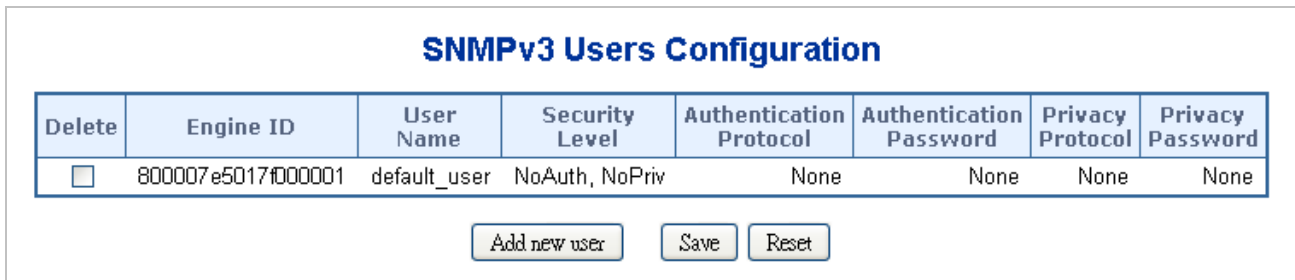 SNMPv3 Users Configuration
Delete Engine ID User Name Security Level Authentication Protocol Authentication Password Privacy Protocol Privacy Password
800007e5017f000001 default_user NoAuth, NoPriv None None None None
Add new user Save Reset